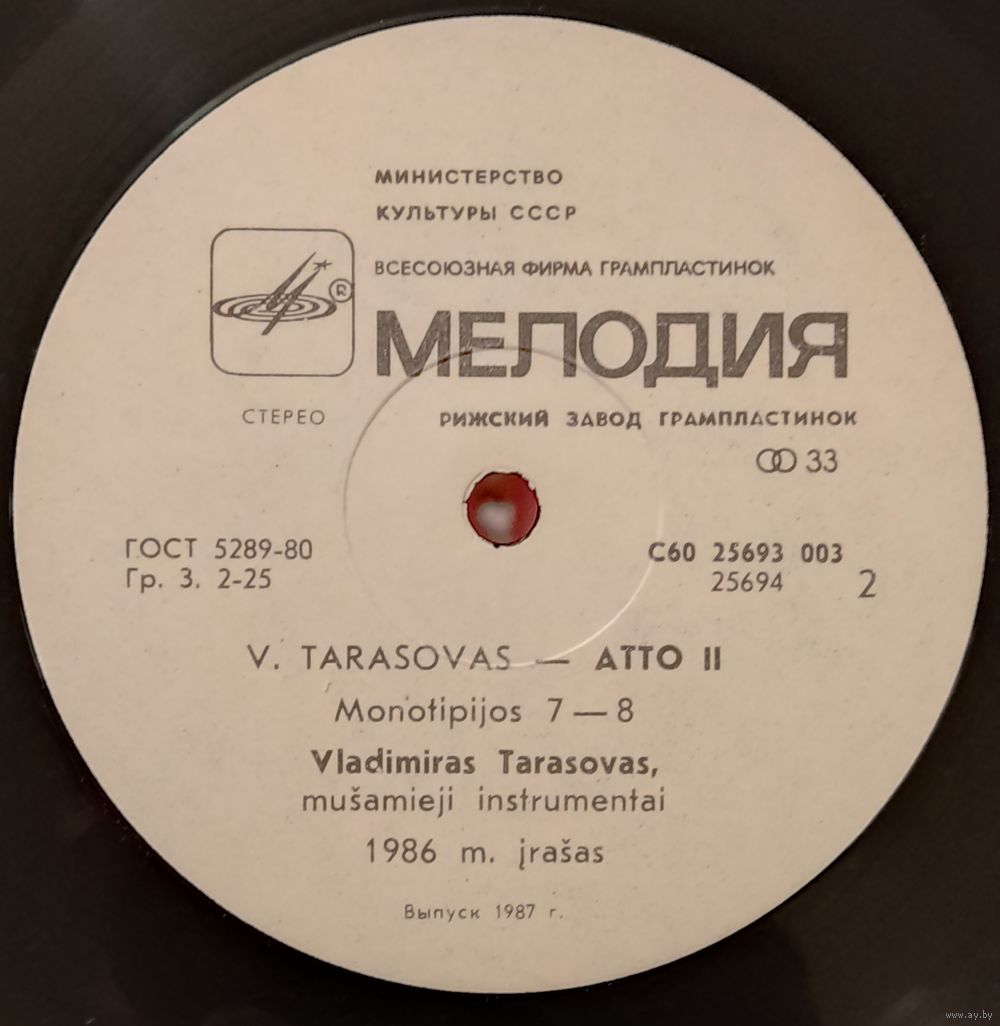 МИНИСТЕРСТВО
КУЛЬТУРЫ СССР
ВСЕСОЮЗНАЯ ФИРМА ГРАМПЛАСТИНОК
®
МЕЛОДИЯ
СТЕРЕО
РИЖСКИЙ ЗАВОД ГРАМПЛАСТИНОК
33
ГОСТ 5289-80
Гр. 3. 2-25
С60 25693 003
25694 2
V. TARASOVAS — ATTO II
Monotipijos 7 — 8
Vladimiras Tarasovas,
mušamieji instrumentai
1986 m. įrašas
Выпуск 1987 г.
www.ay.by